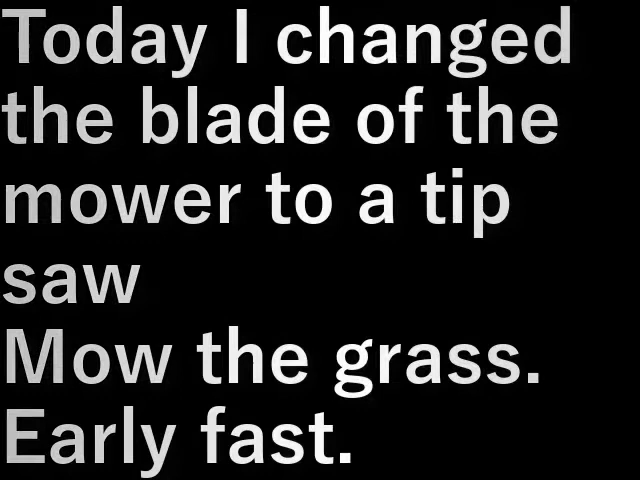 Today I changed
the blade of the
mower to a tip
saw
Mow the grass.
Early fast.